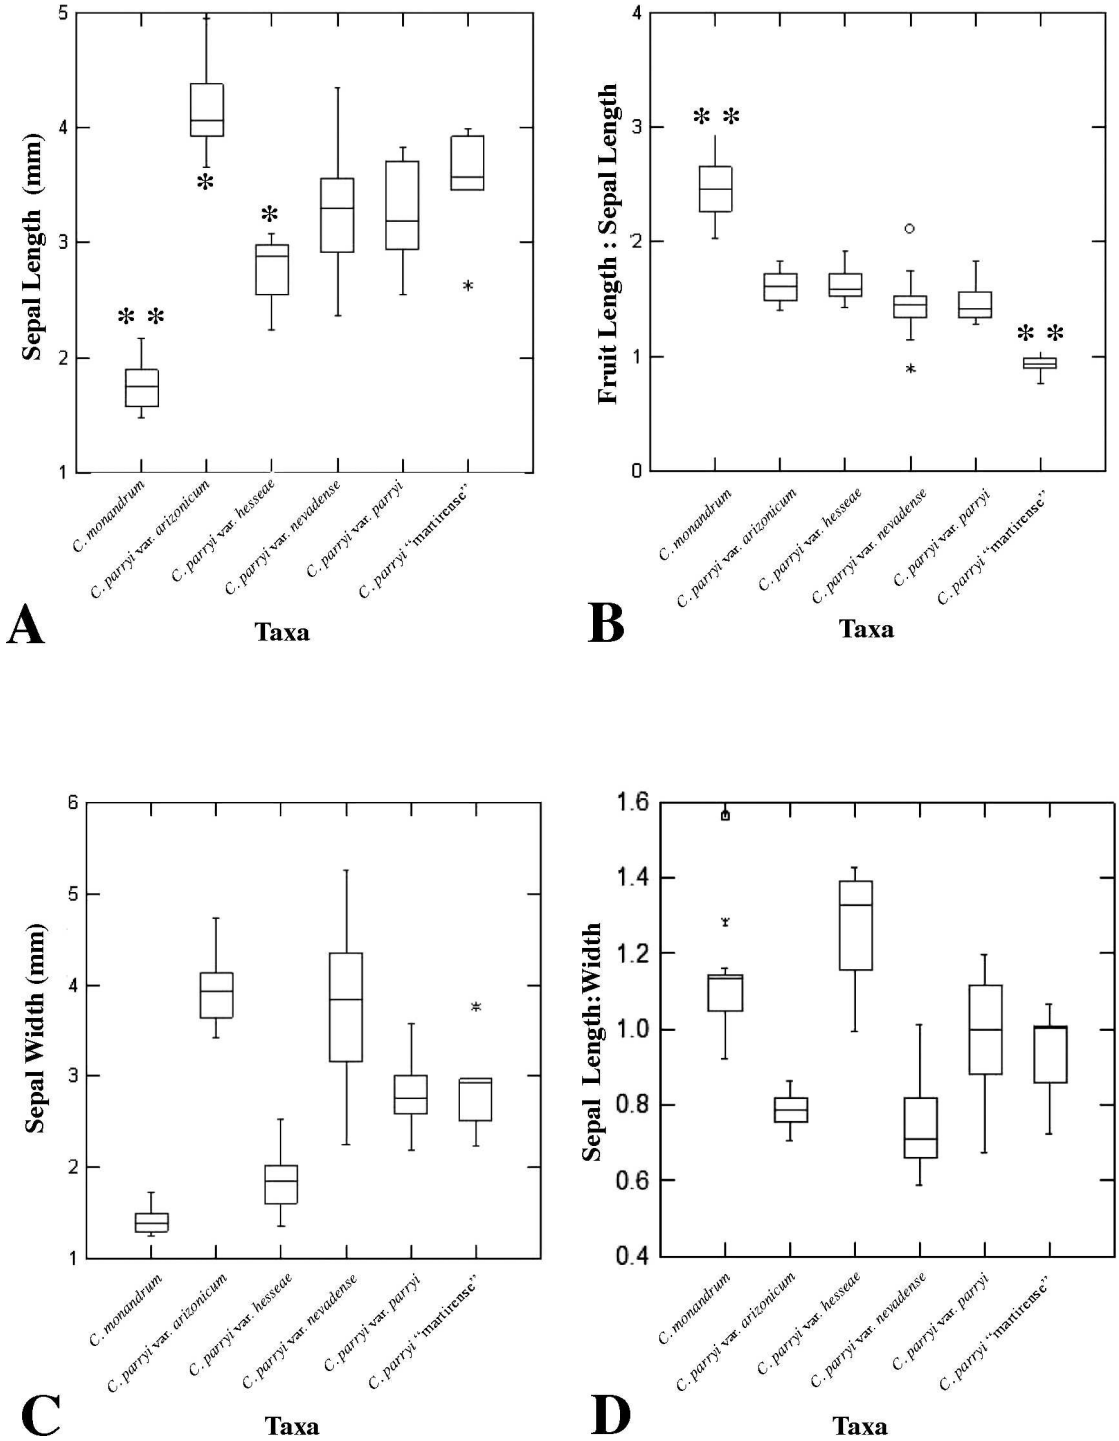 5
4
3
2
1
Sepal Length (mm)
** * * *
C. monandrum
C. parryi var. arizonicum
C. parryi var. hesseae
C. parryi var. nevadense
C. parryi var. parryi
C. parryi “martirense”
A
Taxa
4
3
2
1
0
Fruit Length : Sepal Length
** * **
C. monandrum
C. parryi var. arizonicum
C. parryi var. hesseae
C. parryi var. nevadense
C. parryi var. parryi
C. parryi “martirense”
B
Taxa
6
5
4
3
2
1
Sepal Width (mm)
*
C. monandrum
C. parryi var. arizonicum
C. parryi var. hesseae
C. parryi var. nevadense
C. parryi var. parryi
C. parryi “martirense”
C
Taxa
1.6
1.4
1.2
1.0
0.8
0.6
0.4
Sepal Length:Width
*
C. monandrum
C. parryi var. arizonicum
C. parryi var. hesseae
C. parryi var. nevadense
C. parryi var. parryi
C. parryi “martirense”
D
Taxa